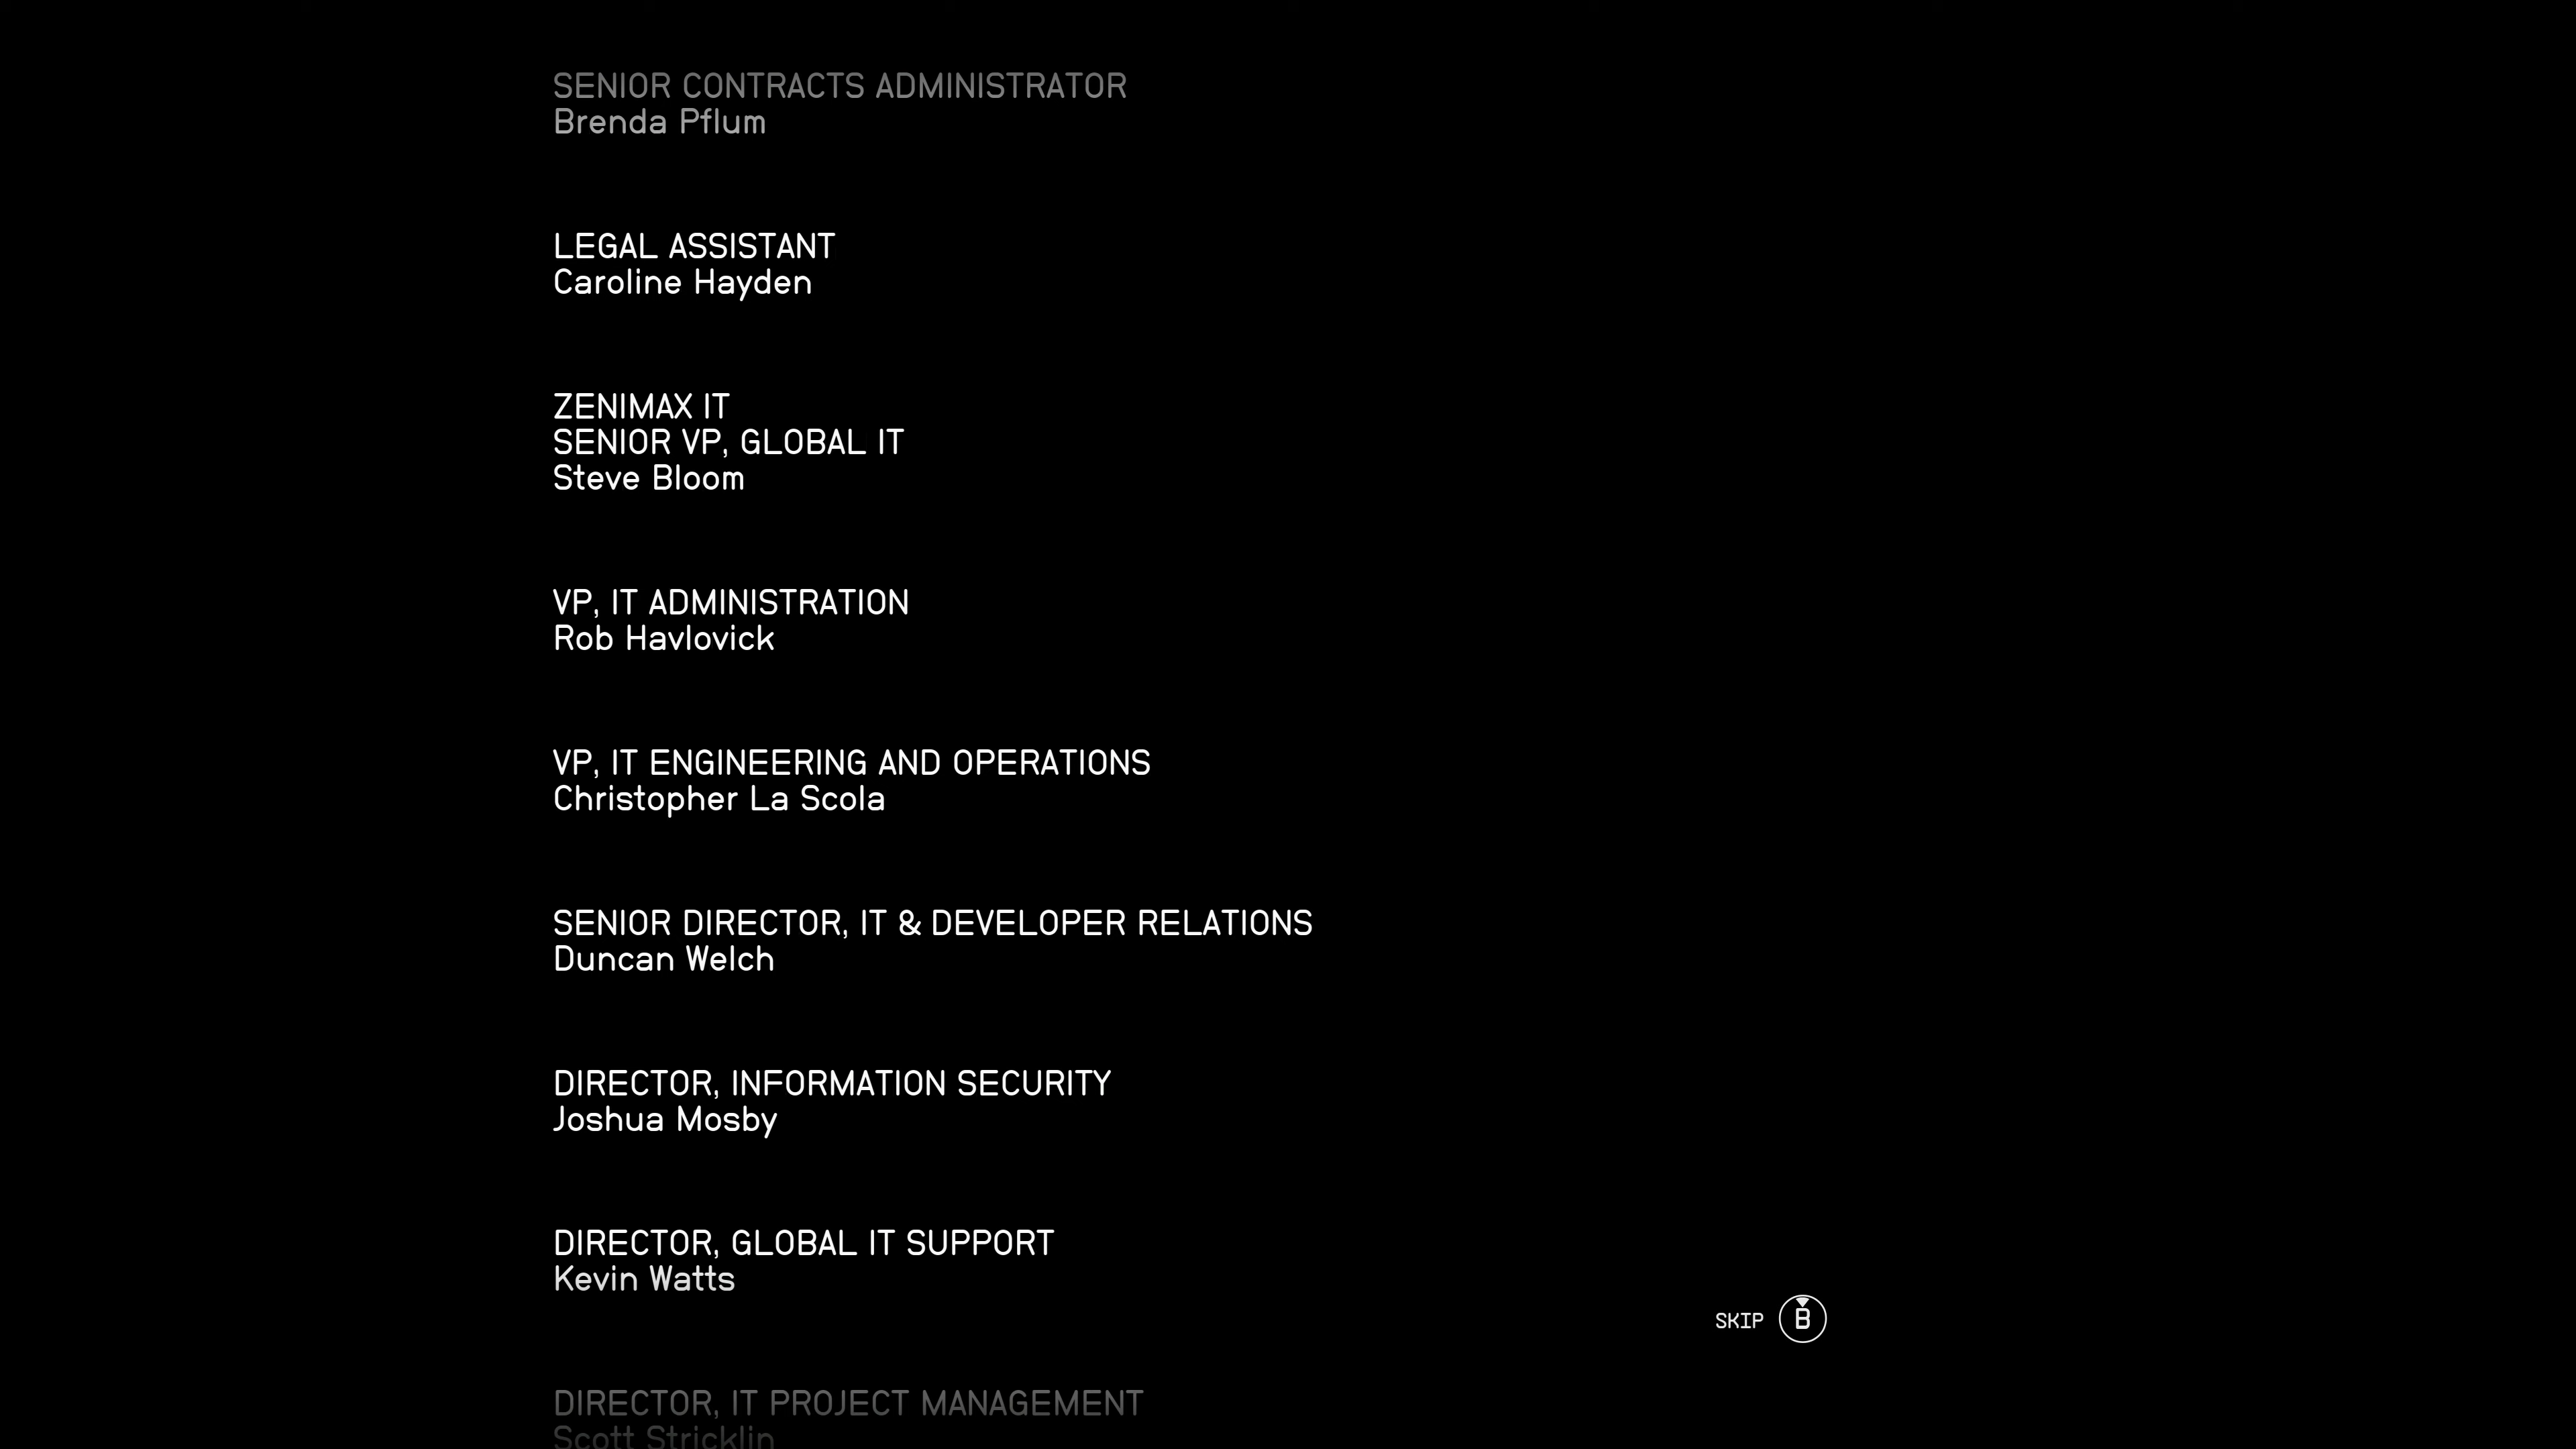 SENIOR CONTRACTS ADMINISTRATOR
Brenda Pflum
LEGAL ASSISTANT
Caroline Hayden
ZENIMAX IT
SENIOR VP, GLOBAL IT
Steve Bloom
VP, IT ADMINISTRATION
Rob Havlovick
VP, IT ENGINEERING AND OPERATIONS
Christopher La Scola
SENIOR DIRECTOR, IT & DEVELOPER RELATIONS
Duncan Welch
DIRECTOR, INFORMATION SECURITY
Joshua Mosby
DIRECTOR, GLOBAL IT SUPPORT
Kevin Watts
SKIP B
DIRECTOR, IT PROJECT MANAGEMENT
Scott Stricklin